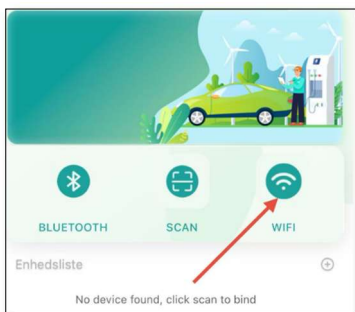 BLUETOOTH SCAN WIFI
Enhedsliste
No device found, click scan to bind